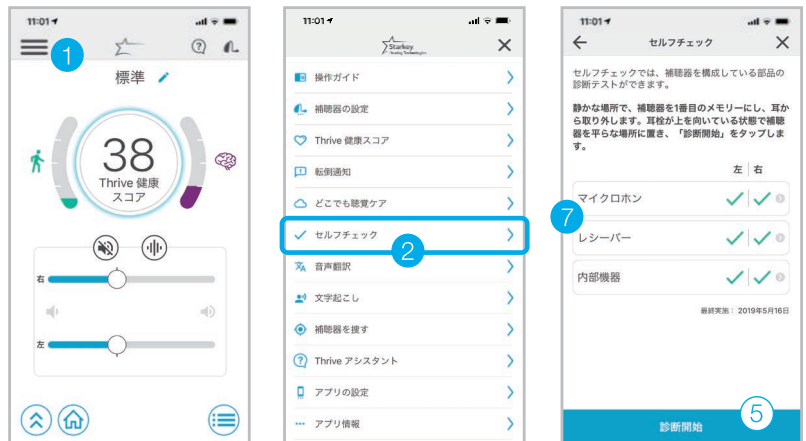 11:01
1
標準
38
Thrive 健康
スコア
右
左
11:01
Starkey
Hearing Technologies
操作ガイド
補聴器の設定
Thrive 健康スコア
転倒通知
どこでも聴覚ケア
セルフチェック
2
音声翻訳
文字起こし
補聴器を捜す
Thrive アシスタント
アプリの設定
アプリ情報
11:01
セルフチェック
セルフチェックでは、補聴器を構成している部品の
診断テストができます。
静かな場所で、補聴器を1番目のメモリーにし、耳か
ら取り外します。耳栓が上を向いている状態で補聴
器を平らな場所に置き、「診断開始」をタップしま
す。
左 右
マイクロホン
7
レシーバー
内部機器
最終実施: 2019年5月16日
5
診断開始